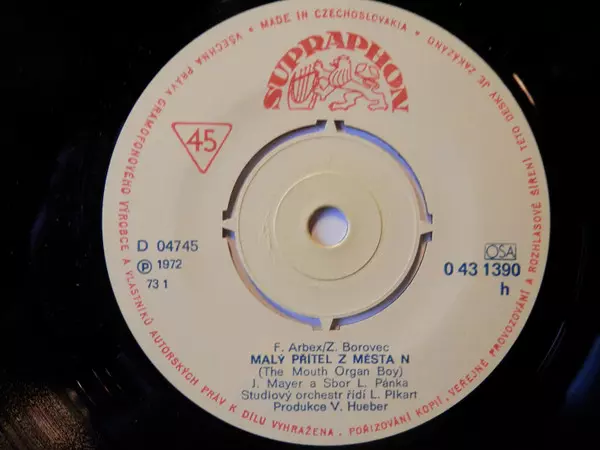 • MADE IN CZECHOSLOVAKIA •
VŠECHNA PRÁVA GRAMOFONOVÉHO VÝROBCE A VLASTNÍKŮ AUTORSKÝCH PRÁV K DÍLU VYHRAŽENA. POŘIZOVÁNÍ KOPIÍ, VEŘEJNÉ PROVOZOVÁNÍ A ROZHLASOVÉ ŠÍŘENÍ TÉTO DESKY JE ZAKÁZÁNO
SUPRAPHON
45
D 04745
℗ 1972
73 1
OSA
0 43 1390
h
F. Arbex/Z. Borovec
MALÝ PŘÍTEL Z MĚSTA N
(The Mouth Organ Boy)
J. Mayer a Sbor L. Pánka
Studiový orchestr řídí L. Pikart
Produkce V. Hueber